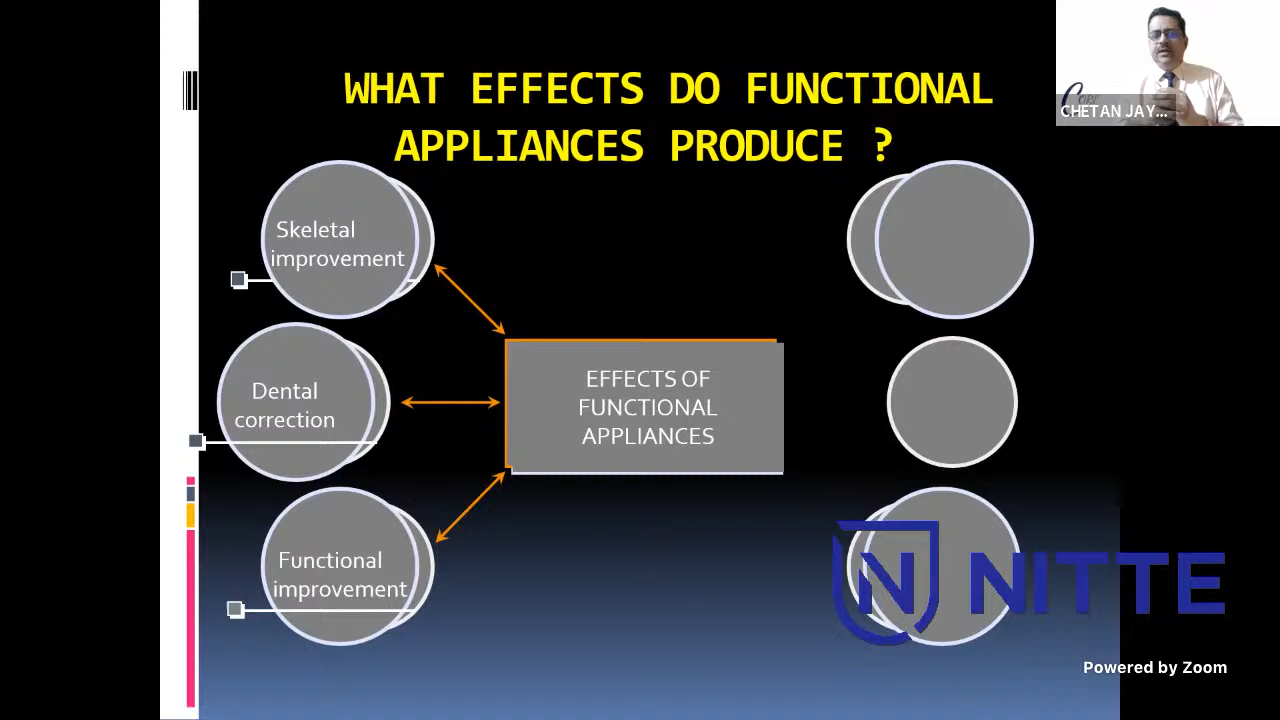 WHAT EFFECTS DO FUNCTIONAL
APPLIANCES PRODUCE ?
CHETAN JAY...
Skeletal
improvement
Dental
correction
Functional
improvement
EFFECTS OF
FUNCTIONAL
APPLIANCES
N NITTE
Powered by Zoom